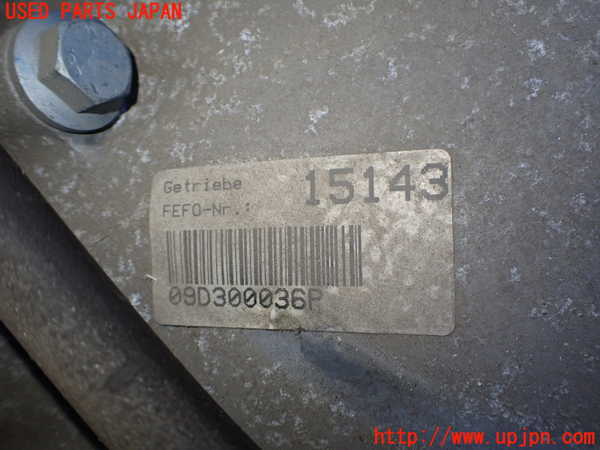 USED PARTS JAPAN
Getriebe
15143
FEFO-Nr.:
09D300036P
http://www.upjpn.com